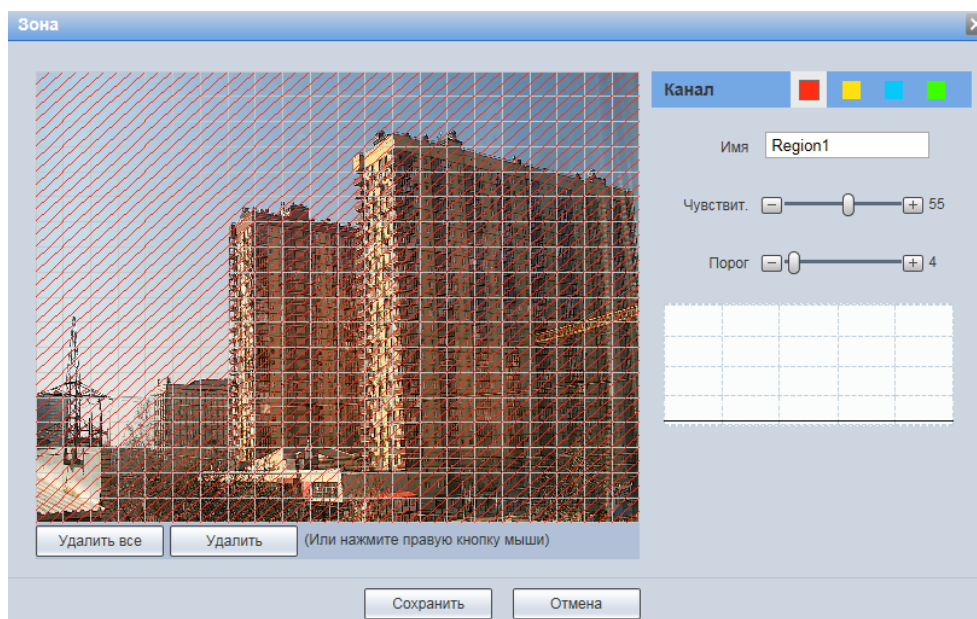 Зона
Канал
Имя Region1
Чувствит. 55
Порог 4
Удалить все Удалить (Или нажмите правую кнопку мыши)
Сохранить Отмена